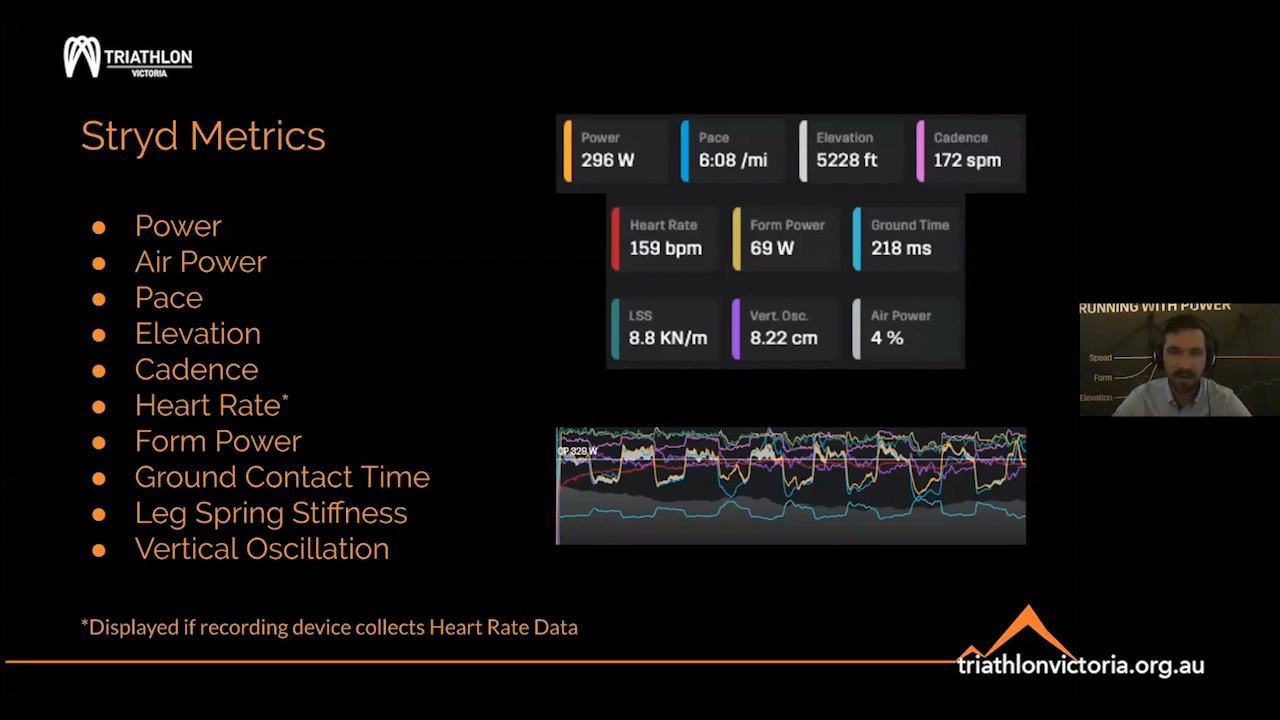 TRIATHLON
VICTORIA
Stryd Metrics
● Power
● Air Power
● Pace
● Elevation
● Cadence
● Heart Rate*
● Form Power
● Ground Contact Time
● Leg Spring Stiffness
● Vertical Oscillation
*Displayed if recording device collects Heart Rate Data
Power Pace Elevation Cadence
296 W 6:08 /mi 5228 ft 172 spm
Heart Rate Form Power Ground Time
159 bpm 69 W 218 ms
LSS Vert. Osc. Air Power
8.8 KN/m 8.22 cm 4 %
CP 329 W
RUNNING WITH POWER
Speed
Form
Elevation
triathlonvictoria.org.au